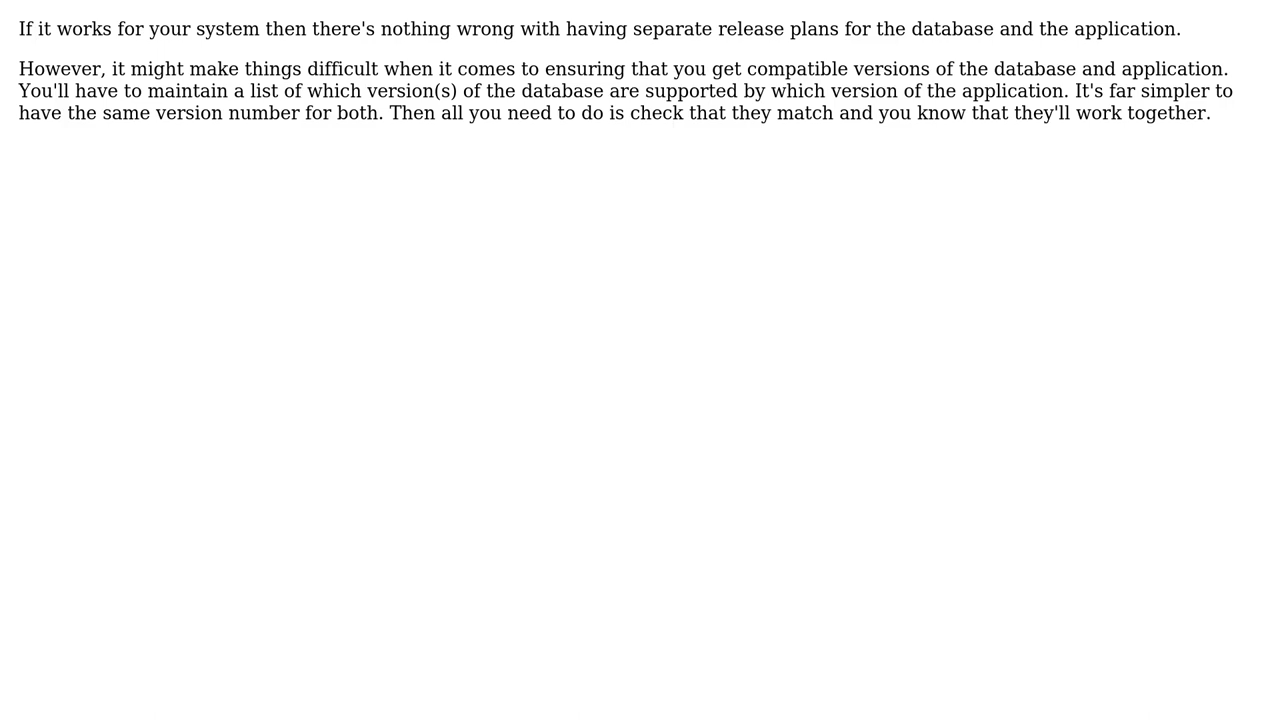 If it works for your system then there's nothing wrong with having separate release plans for the database and the application.
However, it might make things difficult when it comes to ensuring that you get compatible versions of the database and application.
You'll have to maintain a list of which version(s) of the database are supported by which version of the application. It's far simpler to
have the same version number for both. Then all you need to do is check that they match and you know that they'll work together.